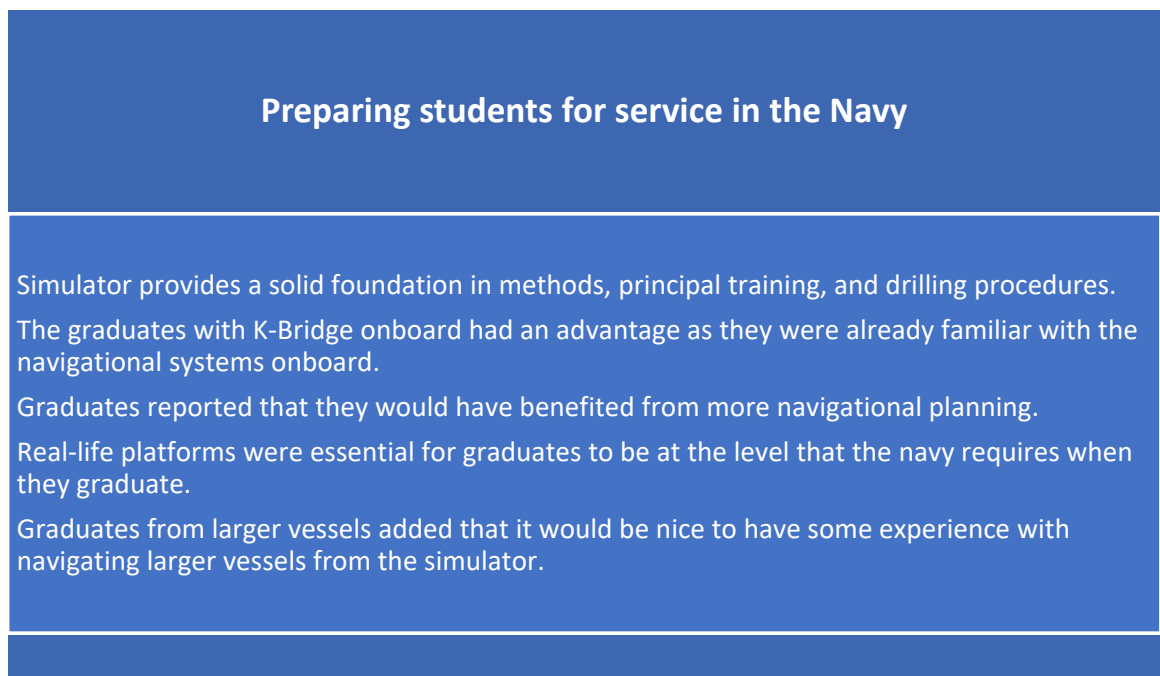 Preparing students for service in the Navy
Simulator provides a solid foundation in methods, principal training, and drilling procedures.
The graduates with K-Bridge onboard had an advantage as they were already familiar with the
navigational systems onboard.
Graduates reported that they would have benefited from more navigational planning.
Real-life platforms were essential for graduates to be at the level that the navy requires when
they graduate.
Graduates from larger vessels added that it would be nice to have some experience with
navigating larger vessels from the simulator.